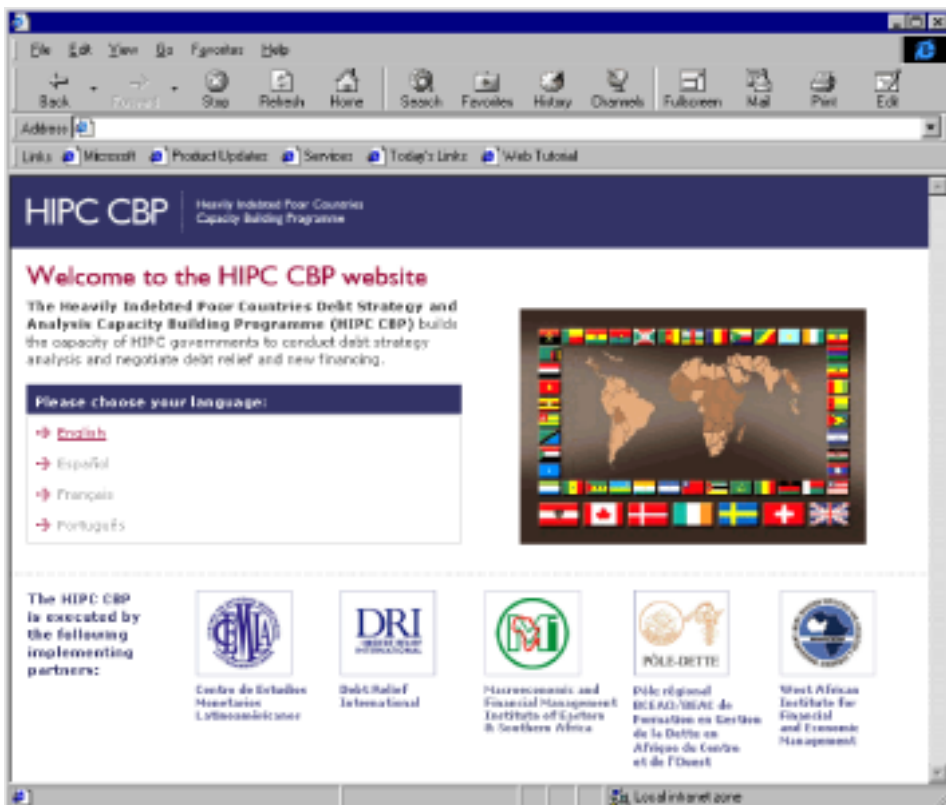 File Edit View Go Favorites Help
Back Forward Stop Refresh Home Search Favorites History Channels Fullscreen Mail Print Edit
Address
Links Microsoft Product Updates Services Today's Links Web Tutorial
HIPC CBP
Heavily Indebted Poor Countries
Capacity Building Programme
Welcome to the HIPC CBP website
The Heavily Indebted Poor Countries Debt Strategy and
Analysis Capacity Building Programme (HIPC CBP) builds
the capacity of HIPC governments to conduct debt strategy
analysis and negotiate debt relief and new financing.
Please choose your language:
English
Español
Français
Português
The HIPC CBP
is executed by
the following
implementing
partners:
CEMLA
Centro de Estudios
Monetarios
Latinoamericanos
DRI
DEBT RELIEF
INTERNATIONAL
Debt Relief
International
Macroeconomic and
Financial Management
Institute of Eastern
& Southern Africa
PÔLE-DETTE
Pôle régional
BCEAO/BEAC de
Formation en Gestion
de la Dette en
Afrique du Centre
et de l'Ouest
West African
Institute for
Financial
and Economic
Management
Local intranet zone